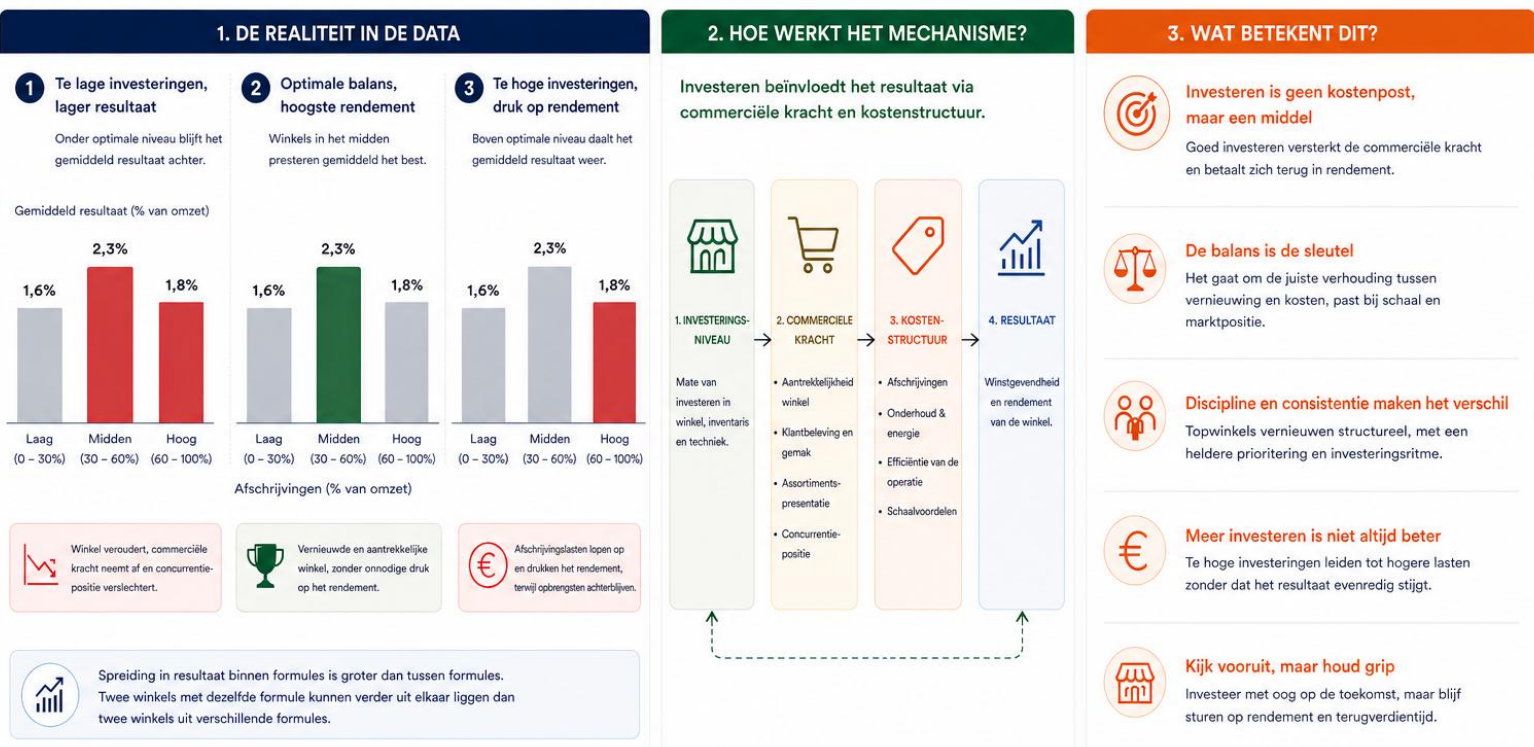 1. DE REALITEIT IN DE DATA
1
Te lage investeringen,
lager resultaat
Onder optimale niveau blijft het
gemiddeld resultaat achter.
2
Optimale balans,
hoogste rendement
Winkels in het midden
presteren gemiddeld het best.
3
Te hoge investeringen,
druk op rendement
Boven optimale niveau daalt het
gemiddeld resultaat weer.
Gemiddeld resultaat (% van omzet)
1,6%
2,3%
1,8%
Laag
(0 – 30%)
Midden
(30 – 60%)
Hoog
(60 – 100%)
1,6%
2,3%
1,8%
Laag
(0 – 30%)
Midden
(30 – 60%)
Hoog
(60 – 100%)
1,6%
2,3%
1,8%
Laag
(0 – 30%)
Midden
(30 – 60%)
Hoog
(60 – 100%)
Afschrijvingen (% van omzet)
Winkel veroudert, commerciële
kracht neemt af en concurrentie-
positie verslechtert.
Vernieuwde en aantrekkelijke
winkel, zonder onnodige druk
op het rendement.
€
Afschrijvingslasten lopen op
en drukken het rendement,
terwijl opbrengsten achterblijven.
Spreiding in resultaat binnen formules is groter dan tussen formules.
Twee winkels met dezelfde formule kunnen verder uit elkaar liggen dan
twee winkels uit verschillende formules.
2. HOE WERKT HET MECHANISME?
Investeren beïnvloedt het resultaat via
commerciële kracht en kostenstructuur.
1. INVESTERINGS-
NIVEAU
Mate van
investeren in
winkel, inventaris
en techniek.
2. COMMERCIELE
KRACHT
• Aantrekkelijkheid
winkel
• Klantbeleving en
gemak
• Assortiments-
presentatie
• Concurrentie-
positie
3. KOSTEN-
STRUCTUUR
• Afschrijvingen
• Onderhoud &
energie
• Efficiëntie van de
operatie
• Schaalvoordelen
4. RESULTAAT
Winstgevendheid
en rendement
van de winkel.
3. WAT BETEKENT DIT?
Investeren is geen kostenpost,
maar een middel
Goed investeren versterkt de commerciële kracht
en betaalt zich terug in rendement.
De balans is de sleutel
Het gaat om de juiste verhouding tussen
vernieuwing en kosten, past bij schaal en
marktpositie.
Discipline en consistentie maken het verschil
Topwinkels vernieuwen structureel, met een
heldere prioritering en investeringsritme.
€
Meer investeren is niet altijd beter
Te hoge investeringen leiden tot hogere lasten
zonder dat het resultaat evenredig stijgt.
Kijk vooruit, maar houd grip
Investeer met oog op de toekomst, maar blijf
sturen op rendement en terugverdientijd.